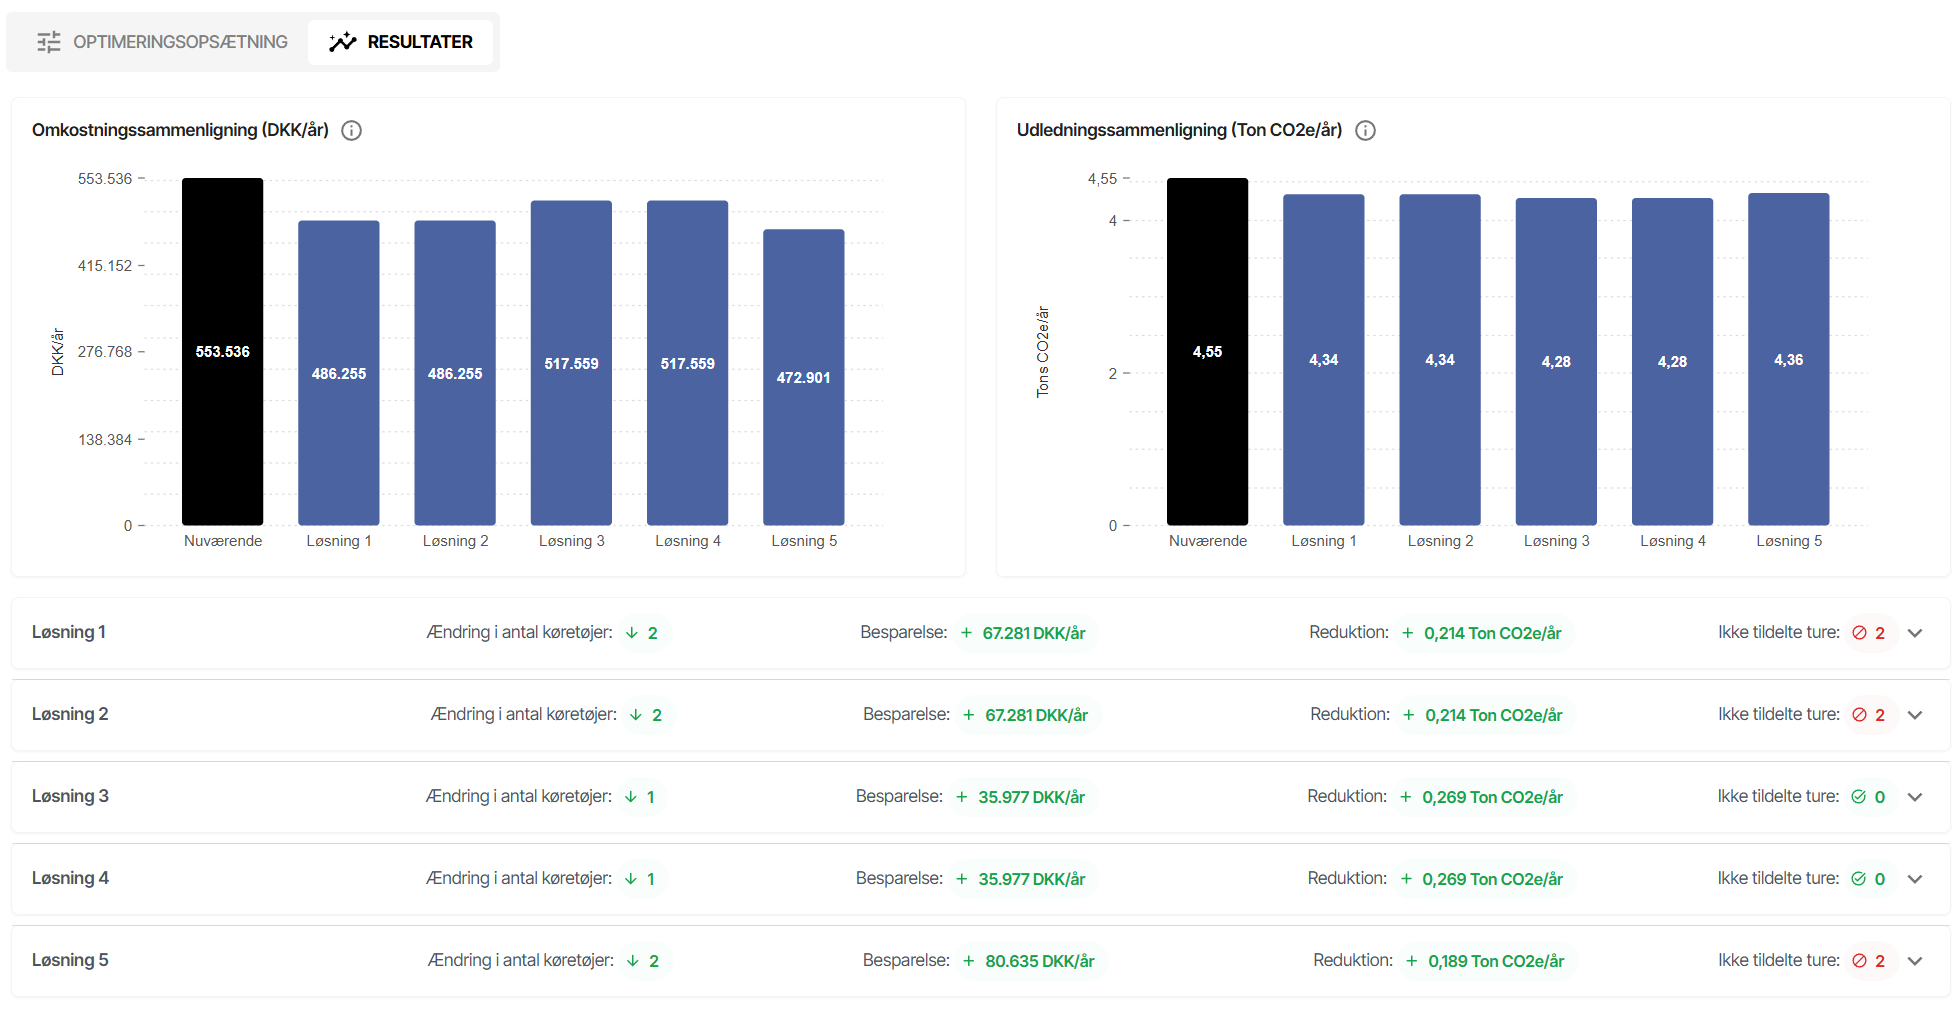 OPTIMERINGSOPSÆTNING
RESULTATER
Omkostningssammenligning (DKK/år)
553.536
415.152
276.768
138.384
0
DKK/år
553.536
486.255
486.255
517.559
517.559
472.901
Nuværende
Løsning 1
Løsning 2
Løsning 3
Løsning 4
Løsning 5
Udledningssammenligning (Ton CO2e/år)
4,55
4
2
0
Tons CO2e/år
4,55
4,34
4,34
4,28
4,28
4,36
Nuværende
Løsning 1
Løsning 2
Løsning 3
Løsning 4
Løsning 5
Løsning 1 Ændring i antal køretøjer: ↓ 2 Besparelse: + 67.281 DKK/år Reduktion: + 0,214 Ton CO2e/år Ikke tildelte ture: 2
Løsning 2 Ændring i antal køretøjer: ↓ 2 Besparelse: + 67.281 DKK/år Reduktion: + 0,214 Ton CO2e/år Ikke tildelte ture: 2
Løsning 3 Ændring i antal køretøjer: ↓ 1 Besparelse: + 35.977 DKK/år Reduktion: + 0,269 Ton CO2e/år Ikke tildelte ture: 0
Løsning 4 Ændring i antal køretøjer: ↓ 1 Besparelse: + 35.977 DKK/år Reduktion: + 0,269 Ton CO2e/år Ikke tildelte ture: 0
Løsning 5 Ændring i antal køretøjer: ↓ 2 Besparelse: + 80.635 DKK/år Reduktion: + 0,189 Ton CO2e/år Ikke tildelte ture: 2